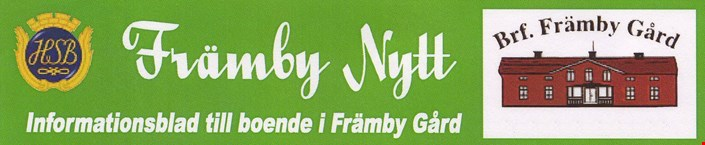 HSB
Främby Nytt
Informationsblad till boende i Främby Gård
Brf. Främby Gård